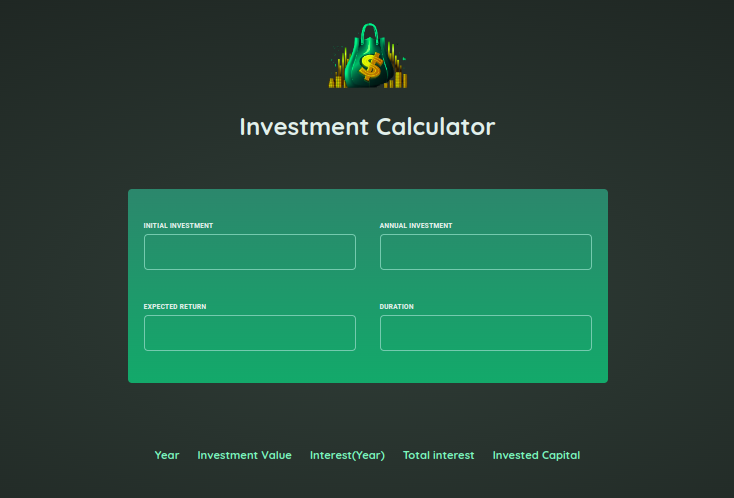 $
Investment Calculator
INITIAL INVESTMENT ANNUAL INVESTMENT
EXPECTED RETURN DURATION
Year Investment Value Interest(Year) Total interest Invested Capital